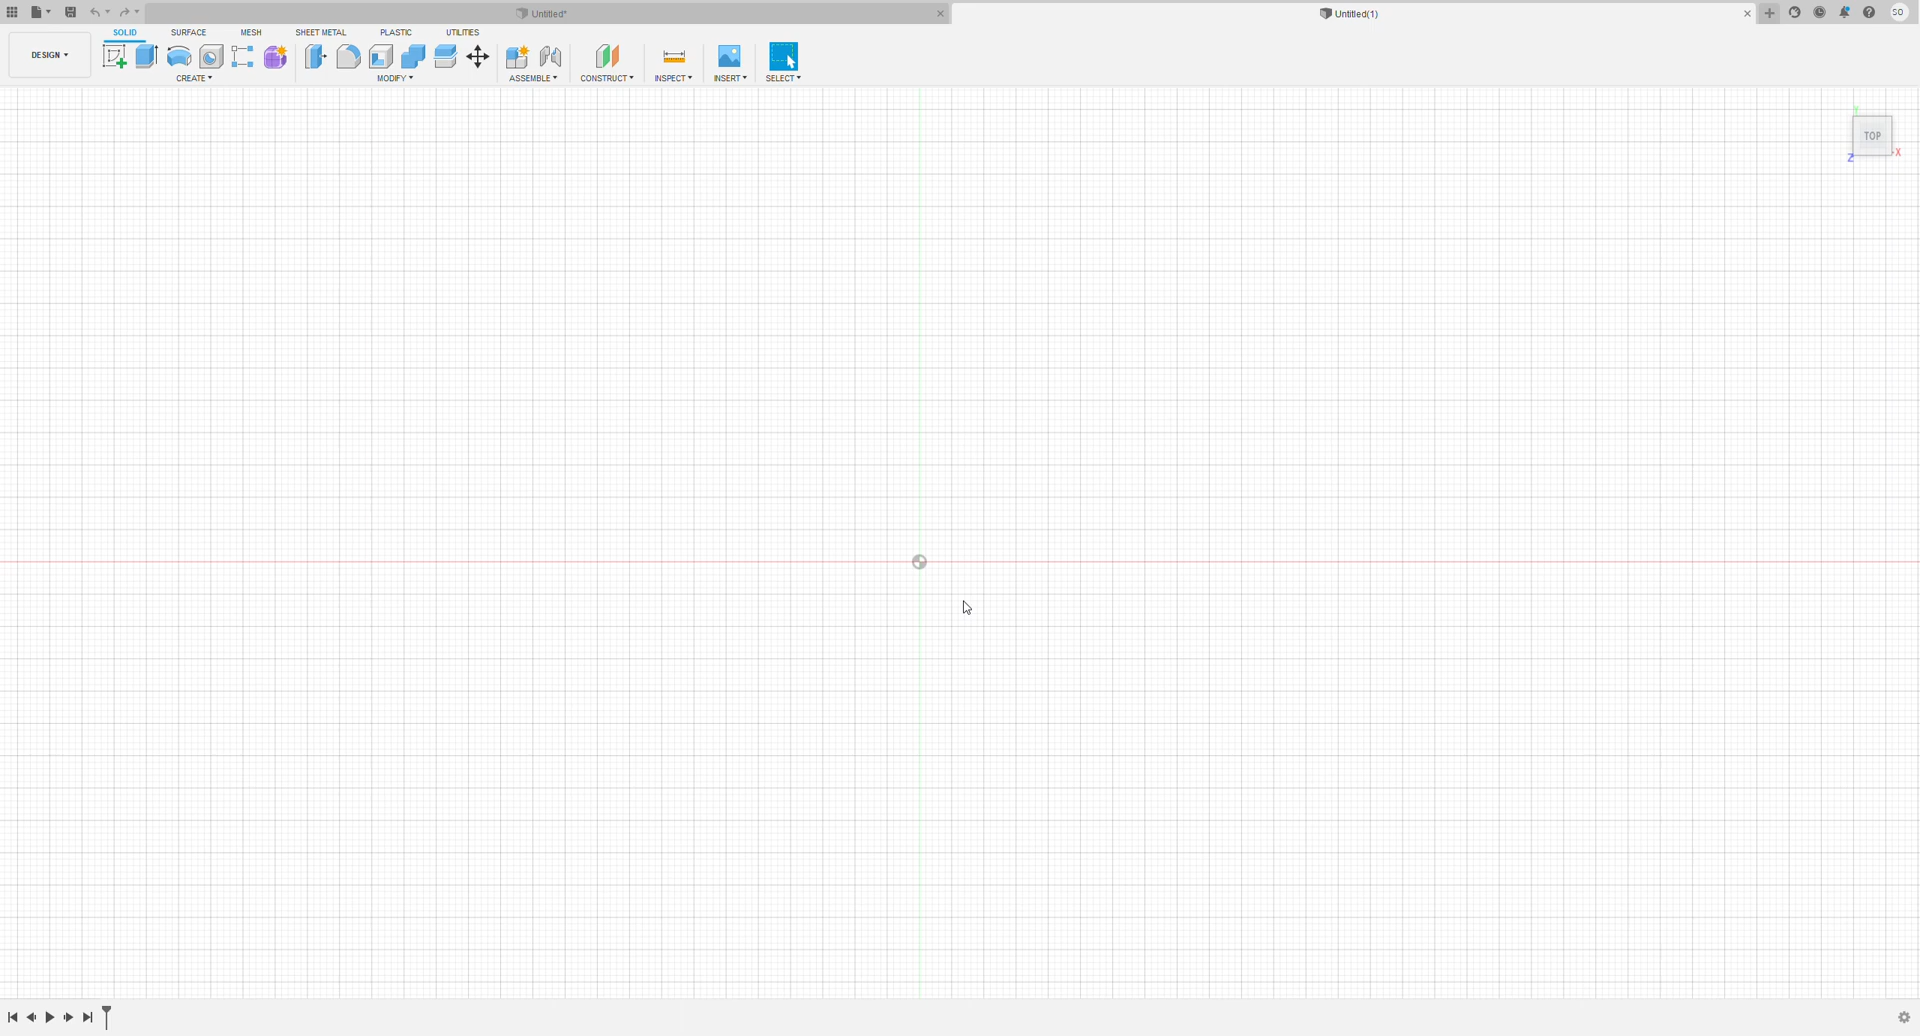 Untitled*
Untitled(1)
SO
SOLID
SURFACE
MESH
SHEET METAL
PLASTIC
UTILITIES
DESIGN
CREATE
MODIFY
ASSEMBLE
CONSTRUCT
INSPECT
INSERT
SELECT
Y
TOP
X
Z